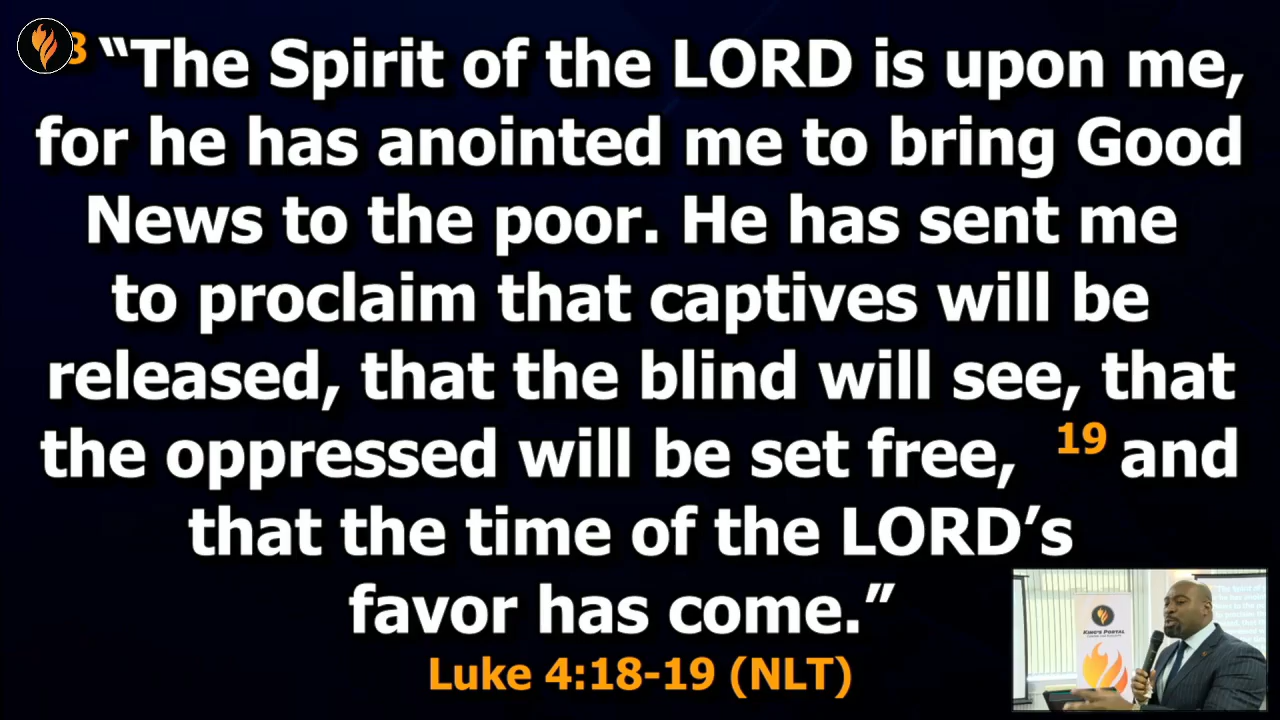 “The Spirit of the LORD is upon me,
for he has anointed me to bring Good
News to the poor. He has sent me
to proclaim that captives will be
released, that the blind will see, that
the oppressed will be set free, 19 and
that the time of the LORD’s
favor has come.”
Luke 4:18-19 (NLT)
KING'S PORTAL